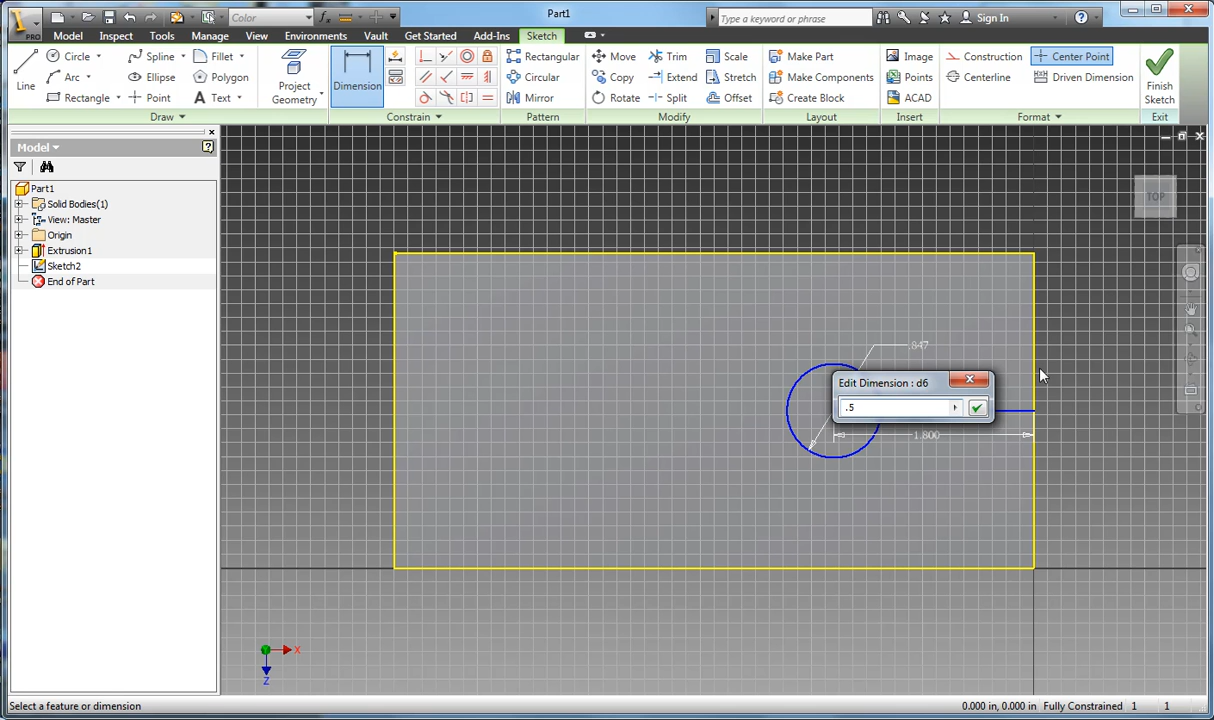 Color
Part1
Type a keyword or phrase
Sign In
PRO
Model Inspect Tools Manage View Environments Vault Get Started Add-Ins Sketch
Line
Circle
Arc
Rectangle
Spline
Ellipse
Point
Fillet
Polygon
Text
Project
Geometry
Dimension
Rectangular
Circular
Mirror
Move
Copy
Rotate
Trim
Extend
Split
Scale
Stretch
Offset
Make Part
Make Components
Create Block
Image
Points
ACAD
Construction
Centerline
Center Point
Driven Dimension
Finish
Sketch
Draw Constrain Pattern Modify Layout Insert Format Exit
Model
Part1
Solid Bodies(1)
View: Master
Origin
Extrusion1
Sketch2
End of Part
TOP
.847
Edit Dimension : d6
.5
1.800
X
Z
Select a feature or dimension
0.000 in, 0.000 in Fully Constrained 1 1